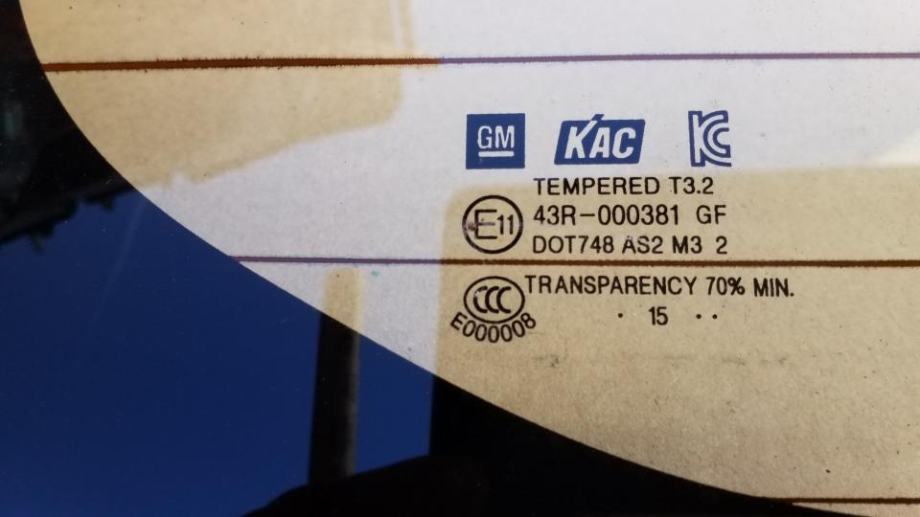 GM KAC KC
TEMPERED T3.2
E11 43R-000381 GF
DOT748 AS2 M3 2
CCC TRANSPARENCY 70% MIN.
E000008 · 15 ··